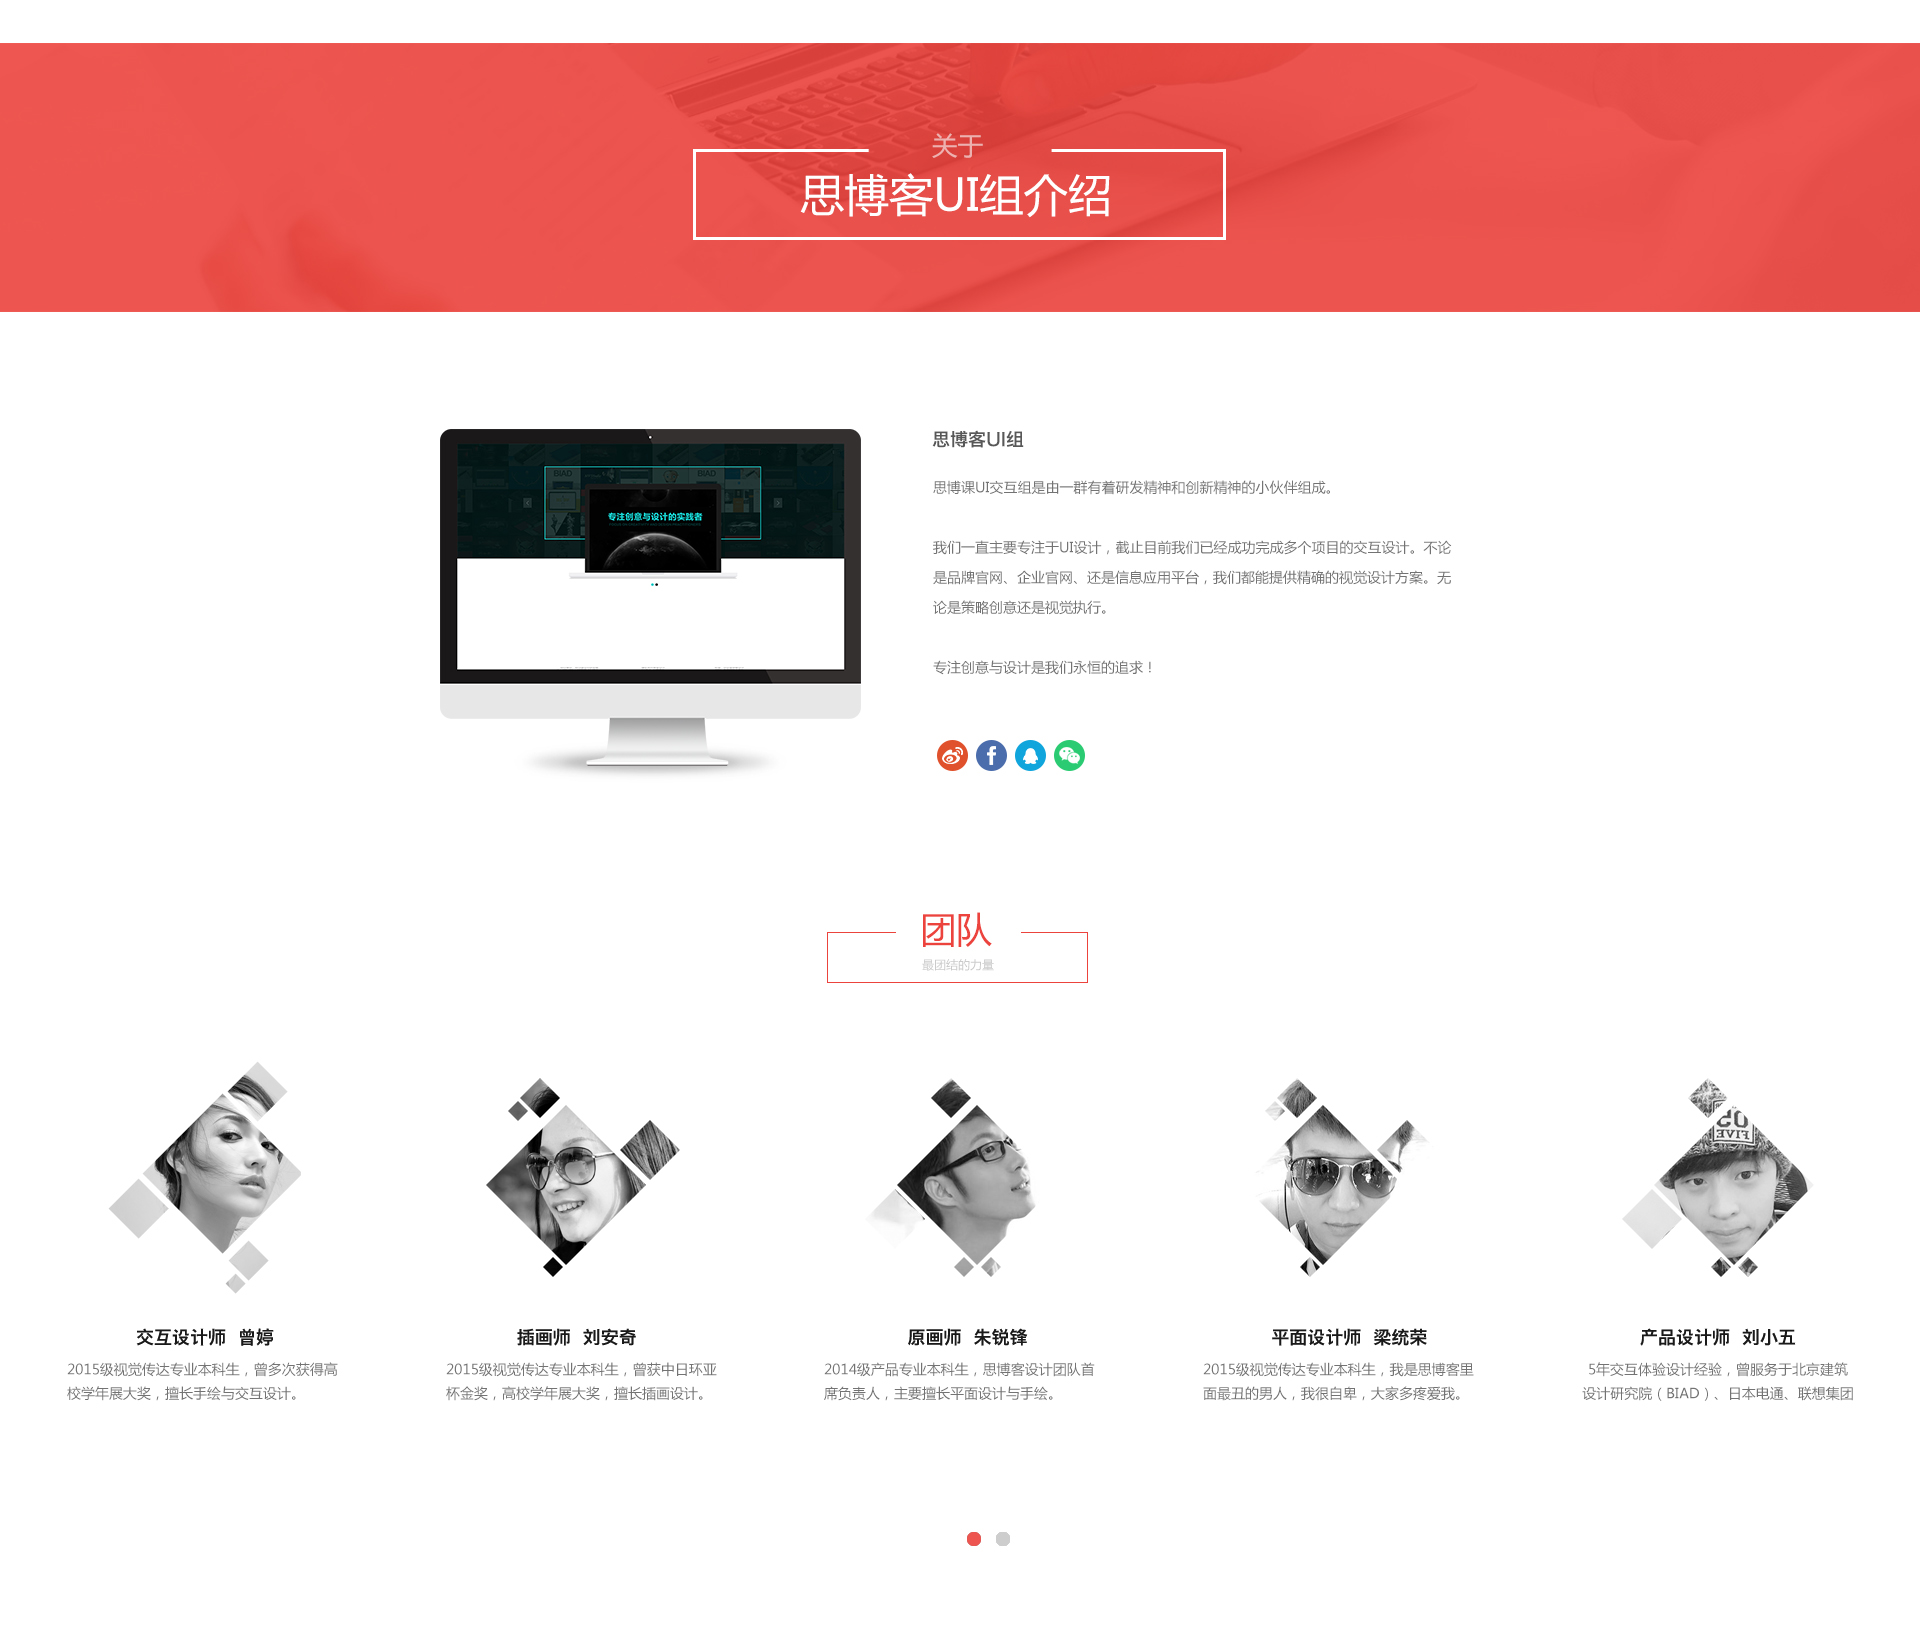 关于
思博客UI组介绍
BIAD
BIAD
专注创意与设计的实践者
思博客UI组
思博课UI交互组是由一群有着研发精神和创新精神的小伙伴组成。
我们一直主要专注于UI设计，截止目前我们已经成功完成多个项目的交互设计。不论
是品牌官网、企业官网、还是信息应用平台，我们都能提供精确的视觉设计方案。无
论是策略创意还是视觉执行。
专注创意与设计是我们永恒的追求！
团队
最团结的力量
FIVE
交互设计师 曾婷
2015级视觉传达专业本科生，曾多次获得高
校学年展大奖，擅长手绘与交互设计。
插画师 刘安奇
2015级视觉传达专业本科生，曾获中日环亚
杯金奖，高校学年展大奖，擅长插画设计。
原画师 朱锐锋
2014级产品专业本科生，思博客设计团队首
席负责人，主要擅长平面设计与手绘。
平面设计师 梁统荣
2015级视觉传达专业本科生，我是思博客里
面最丑的男人，我很自卑，大家多疼爱我。
产品设计师 刘小五
5年交互体验设计经验，曾服务于北京建筑
设计研究院（BIAD）、日本电通、联想集团